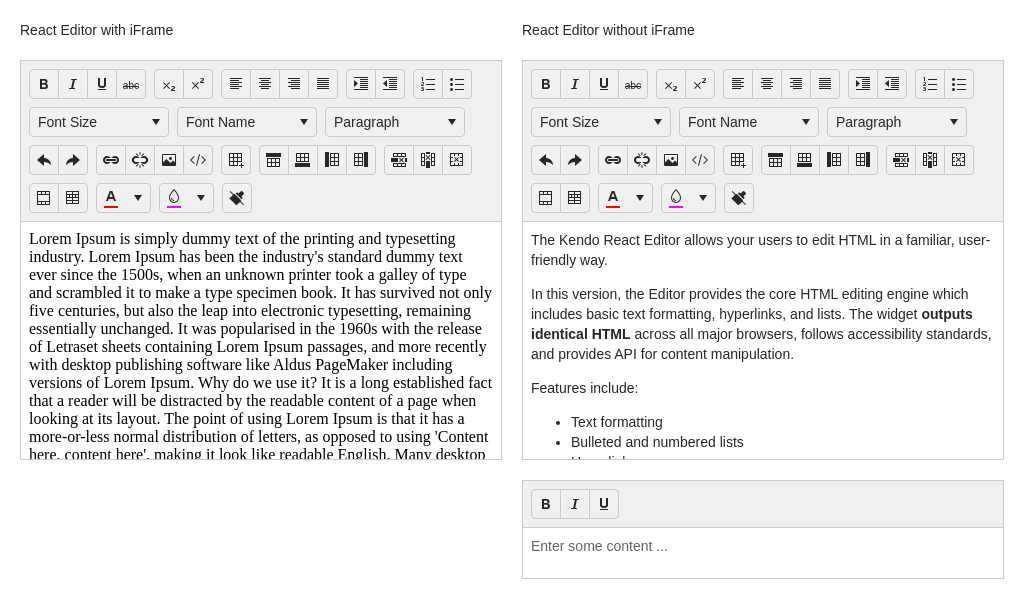 React Editor with iFrame
B I U abc x₂ x²
Font Size Font Name Paragraph
A
Lorem Ipsum is simply dummy text of the printing and typesetting
industry. Lorem Ipsum has been the industry's standard dummy text
ever since the 1500s, when an unknown printer took a galley of type
and scrambled it to make a type specimen book. It has survived not only
five centuries, but also the leap into electronic typesetting, remaining
essentially unchanged. It was popularised in the 1960s with the release
of Letraset sheets containing Lorem Ipsum passages, and more recently
with desktop publishing software like Aldus PageMaker including
versions of Lorem Ipsum. Why do we use it? It is a long established fact
that a reader will be distracted by the readable content of a page when
looking at its layout. The point of using Lorem Ipsum is that it has a
more-or-less normal distribution of letters, as opposed to using 'Content
here, content here', making it look like readable English. Many desktop
React Editor without iFrame
B I U abc x₂ x²
Font Size Font Name Paragraph
A
The Kendo React Editor allows your users to edit HTML in a familiar, user-
friendly way.
In this version, the Editor provides the core HTML editing engine which
includes basic text formatting, hyperlinks, and lists. The widget outputs
identical HTML across all major browsers, follows accessibility standards,
and provides API for content manipulation.
Features include:
• Text formatting
• Bulleted and numbered lists
B I U
Enter some content ...